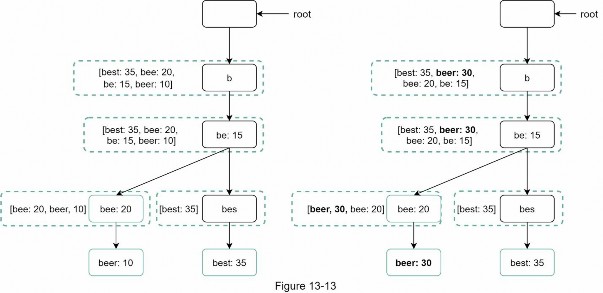 root
[best: 35, bee: 20,
be: 15, beer: 10]
b
[best: 35, bee: 20,
be: 15, beer: 10]
be: 15
[bee: 20, beer, 10]
bee: 20
[best: 35]
bes
beer: 10
best: 35
root
[best: 35, beer: 30,
bee: 20, be: 15]
b
[best: 35, beer: 30,
bee: 20, be: 15]
be: 15
[beer, 30, bee: 20]
bee: 20
[best: 35]
bes
beer: 30
best: 35
Figure 13-13